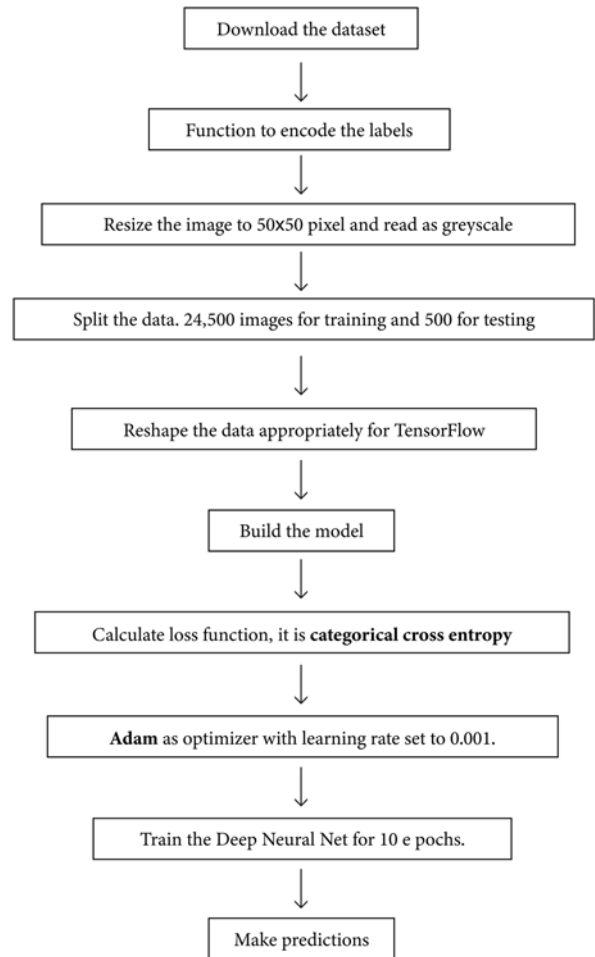 Download the dataset
Function to encode the labels
Resize the image to 50x50 pixel and read as greyscale
Split the data. 24,500 images for training and 500 for testing
Reshape the data appropriately for TensorFlow
Build the model
Calculate loss function, it is categorical cross entropy
Adam as optimizer with learning rate set to 0.001.
Train the Deep Neural Net for 10 e pochs.
Make predictions